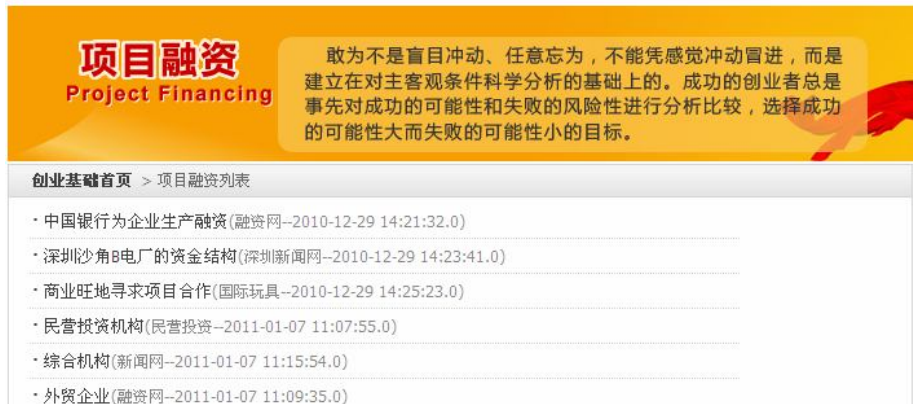 项目融资
Project Financing
敢为不是盲目冲动、任意忘为，不能凭感觉冲动冒进，而是
建立在对主客观条件科学分析的基础上的。成功的创业者总是
事先对成功的可能性和失败的风险性进行分析比较，选择成功
的可能性大而失败的可能性小的目标。
创业基础首页 > 项目融资列表
· 中国银行为企业生产融资(融资网--2010-12-29 14:21:32.0)
· 深圳沙角B电厂的资金结构(深圳新闻网--2010-12-29 14:23:41.0)
· 商业旺地寻求项目合作(国际玩具--2010-12-29 14:25:23.0)
· 民营投资机构(民营投资--2011-01-07 11:07:55.0)
· 综合机构(新闻网--2011-01-07 11:15:54.0)
· 外贸企业(融资网--2011-01-07 11:09:35.0)